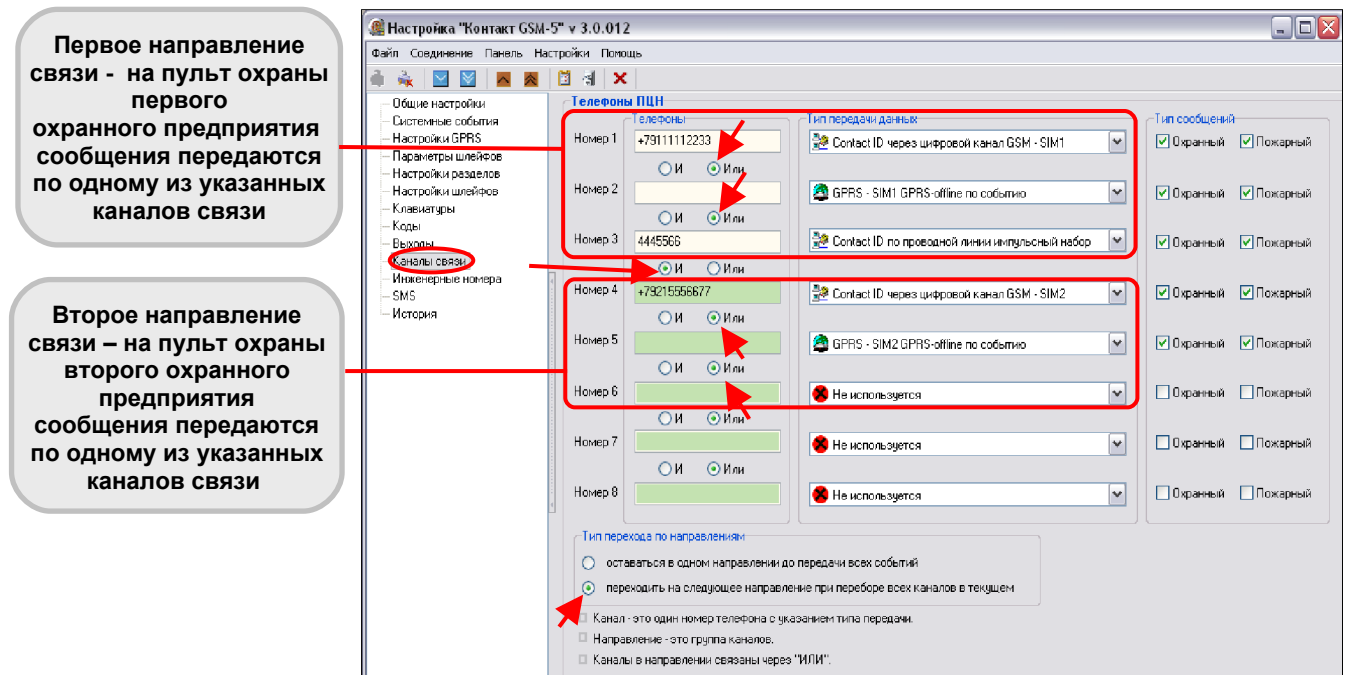 Первое направление
связи - на пульт охраны
первого
охранного предприятия
сообщения передаются
по одному из указанных
каналов связи
Второе направление
связи – на пульт охраны
второго охранного
предприятия
сообщения передаются
по одному из указанных
каналов связи
Настройка "Контакт GSM-5" v 3.0.012
Файл Соединение Панель Настройки Помощь
Общие настройки
Системные события
Настройки GPRS
Параметры шлейфов
Настройки разделов
Настройки шлейфов
Клавиатуры
Коды
Выходы
Каналы связи
Инженерные номера
SMS
История
Телефоны ПЦН
Телефоны Тип передачи данных Тип сообщений
Номер 1 +79111112233 Contact ID через цифровой канал GSM - SIM1 Охранный Пожарный
И Или
Номер 2 GPRS - SIM1 GPRS-offline по событию Охранный Пожарный
И Или
Номер 3 4445566 Contact ID по проводной линии импульсный набор Охранный Пожарный
И Или
Номер 4 +79215556677 Contact ID через цифровой канал GSM - SIM2 Охранный Пожарный
И Или
Номер 5 GPRS - SIM2 GPRS-offline по событию Охранный Пожарный
И Или
Номер 6 Не используется Охранный Пожарный
И Или
Номер 7 Не используется Охранный Пожарный
И Или
Номер 8 Не используется Охранный Пожарный
Тип перехода по направлениям
оставаться в одном направлении до передачи всех событий
переходить на следующее направление при переборе всех каналов в текущем
Канал - это один номер телефона с указанием типа передачи.
Направление - это группа каналов.
Каналы в направлении связаны через "ИЛИ".